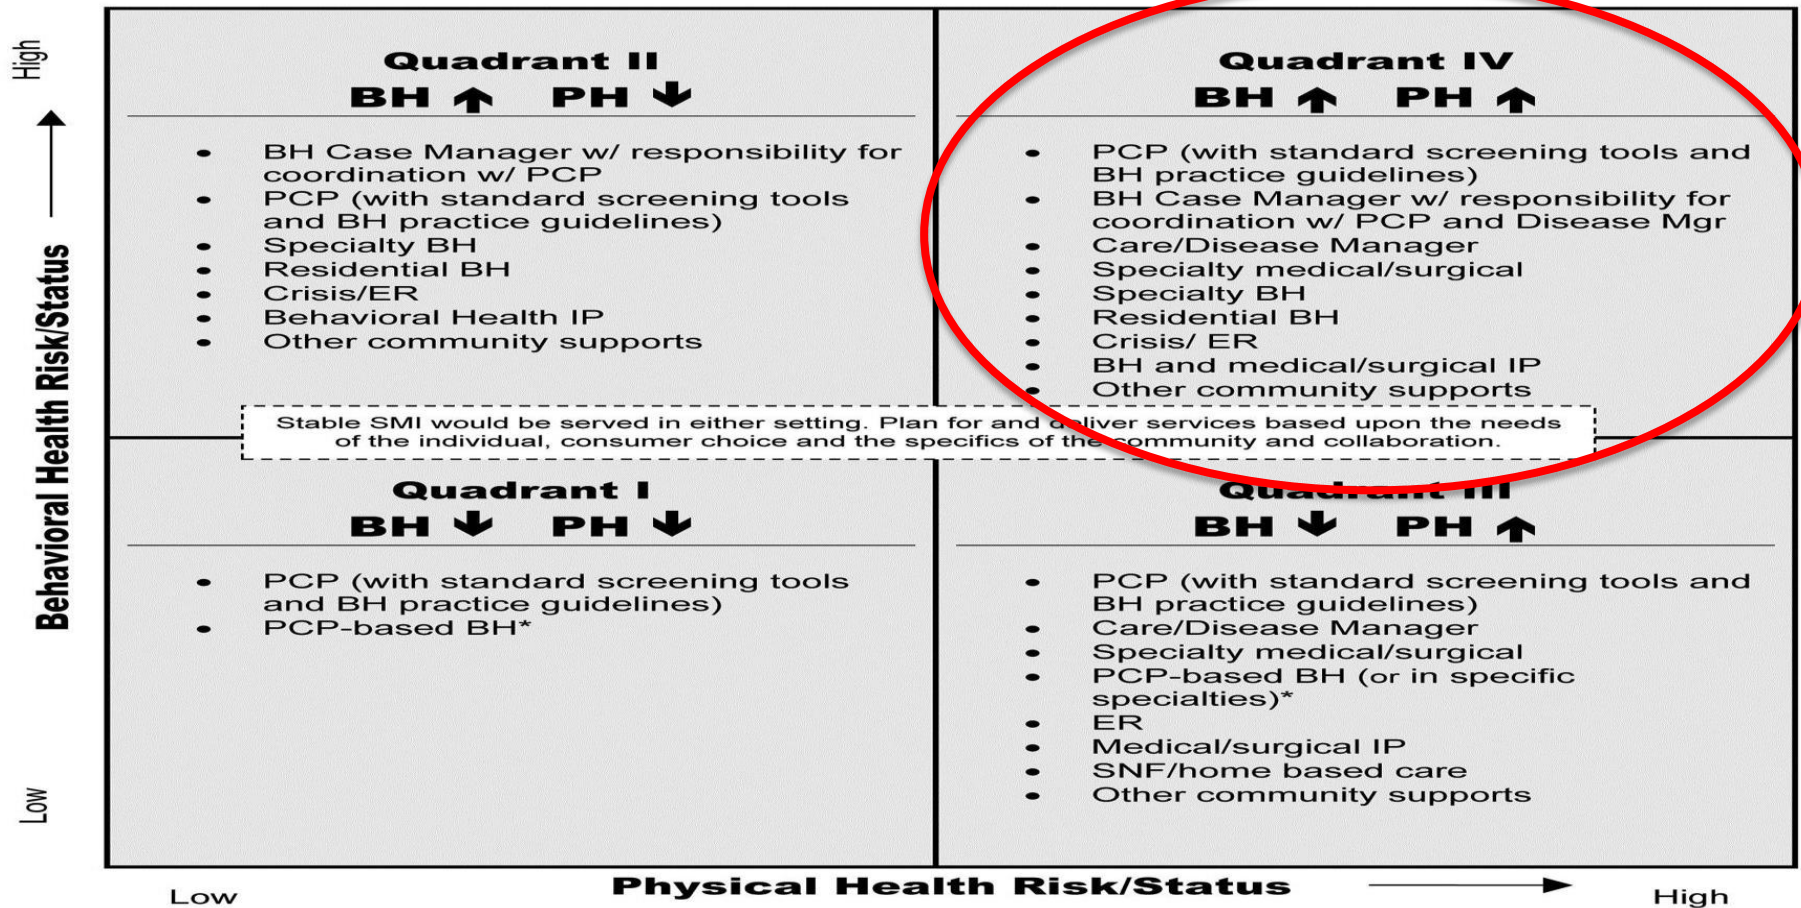 High
Behavioral Health Risk/Status
Low
Quadrant II
BH ↑ PH ↓
• BH Case Manager w/ responsibility for
coordination w/ PCP
• PCP (with standard screening tools
and BH practice guidelines)
• Specialty BH
• Residential BH
• Crisis/ER
• Behavioral Health IP
• Other community supports
Quadrant IV
BH ↑ PH ↑
• PCP (with standard screening tools and
BH practice guidelines)
• BH Case Manager w/ responsibility for
coordination w/ PCP and Disease Mgr
• Care/Disease Manager
• Specialty medical/surgical
• Specialty BH
• Residential BH
• Crisis/ ER
• BH and medical/surgical IP
• Other community supports
Stable SMI would be served in either setting. Plan for and deliver services based upon the needs
of the individual, consumer choice and the specifics of the community and collaboration.
Quadrant I
BH ↓ PH ↓
• PCP (with standard screening tools
and BH practice guidelines)
• PCP-based BH*
Quadrant III
BH ↓ PH ↑
• PCP (with standard screening tools and
BH practice guidelines)
• Care/Disease Manager
• Specialty medical/surgical
• PCP-based BH (or in specific
specialties)*
• ER
• Medical/surgical IP
• SNF/home based care
• Other community supports
Low
Physical Health Risk/Status
High